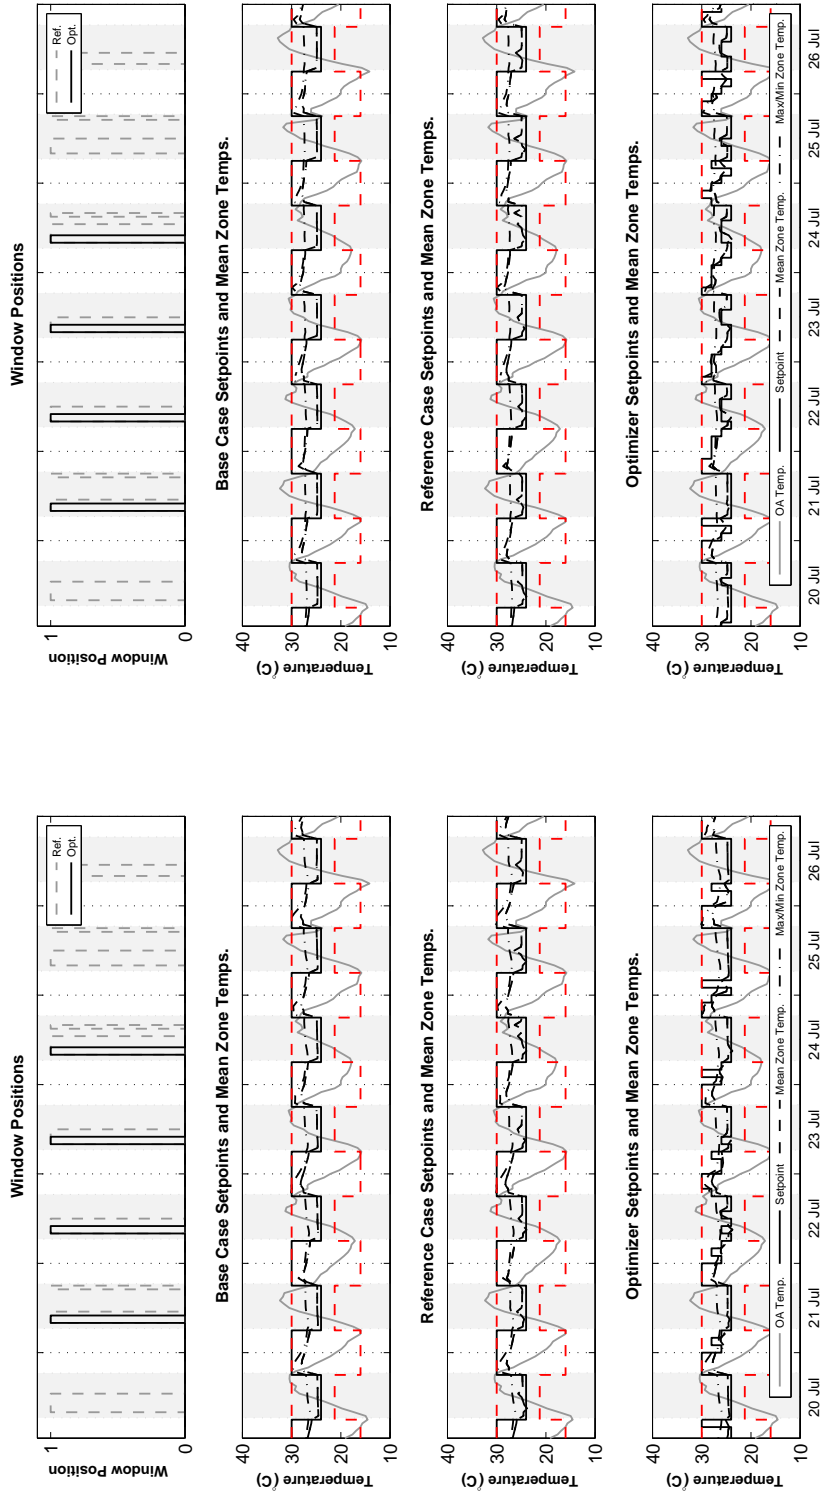 Window Positions
Window Position
1
0
Ref.
Opt.
Base Case Setpoints and Mean Zone Temps.
Temperature (°C)
40
30
20
10
Reference Case Setpoints and Mean Zone Temps.
Temperature (°C)
40
30
20
10
Optimizer Setpoints and Mean Zone Temps.
Temperature (°C)
40
30
20
10
OA Temp. Setpoint Mean Zone Temp. Max/Min Zone Temp.
20 Jul 21 Jul 22 Jul 23 Jul 24 Jul 25 Jul 26 Jul
Window Positions
Window Position
1
0
Ref.
Opt.
Base Case Setpoints and Mean Zone Temps.
Temperature (°C)
40
30
20
10
Reference Case Setpoints and Mean Zone Temps.
Temperature (°C)
40
30
20
10
Optimizer Setpoints and Mean Zone Temps.
Temperature (°C)
40
30
20
10
OA Temp. Setpoint Mean Zone Temp. Max/Min Zone Temp.
20 Jul 21 Jul 22 Jul 23 Jul 24 Jul 25 Jul 26 Jul